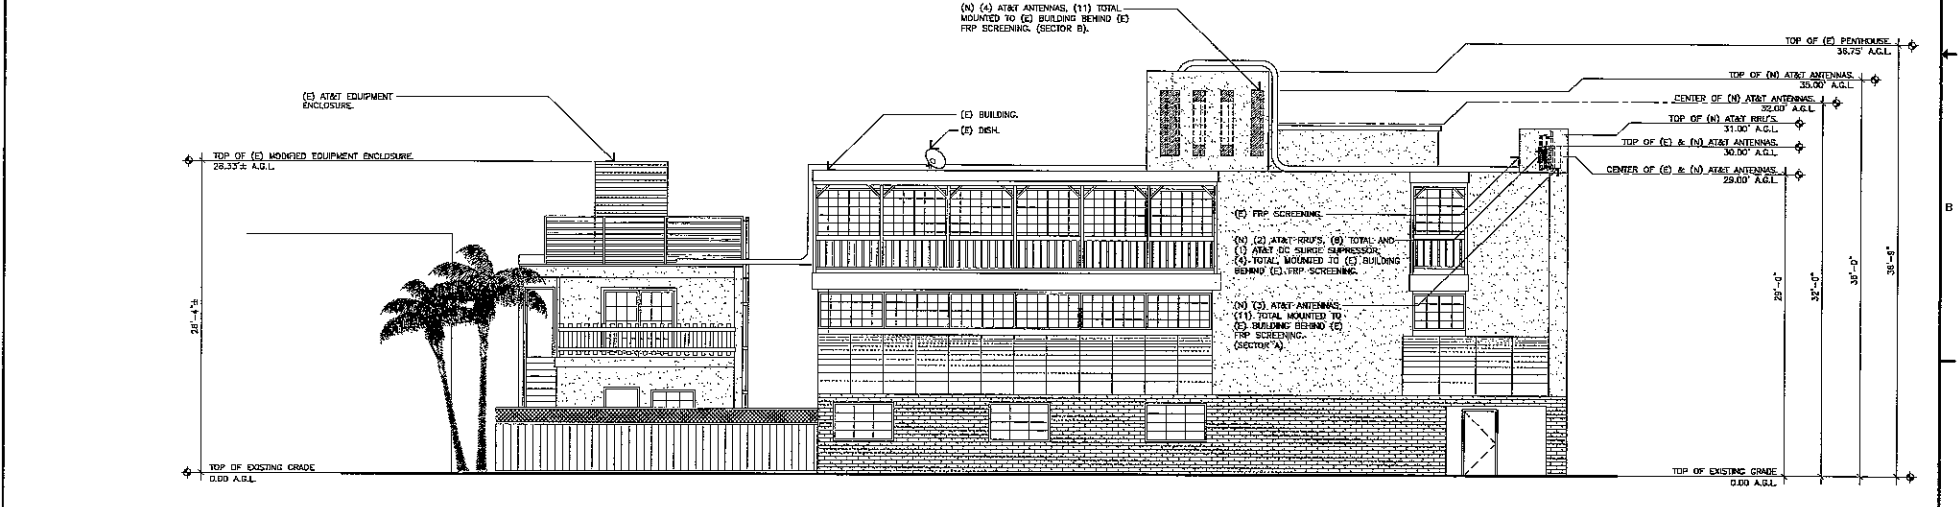 (N) (4) AT&T ANTENNAS, (11) TOTAL
MOUNTED TO (E) BUILDING BEHIND (E)
FRP SCREENING. (SECTOR B).
TOP OF (E) PENTHOUSE
36.75' A.G.L.
TOP OF (N) AT&T ANTENNAS.
35.00' A.G.L.
(E) AT&T EQUIPMENT
ENCLOSURE.
CENTER OF (N) AT&T ANTENNAS.
32.00' A.G.L.
(E) BUILDING.
(E) DISH.
TOP OF (N) AT&T RRU'S.
31.00' A.G.L.
TOP OF (E) & (N) AT&T ANTENNAS.
30.00' A.G.L.
TOP OF (E) MODIFIED EQUIPMENT ENCLOSURE
28.33'± A.G.L.
CENTER OF (E) & (N) AT&T ANTENNAS.
29.00' A.G.L.
B
(E) FRP SCREENING.
(N) (2) AT&T RRU'S, (8) TOTAL AND
(1) AT&T DC SURGE SUPRESSOR,
(4) TOTAL, MOUNTED TO (E) BUILDING
BEHIND (E) FRP SCREENING.
(N) (3) AT&T ANTENNAS,
(11) TOTAL MOUNTED TO
(E) BUILDING BEHIND (E)
FRP SCREENING.
(SECTOR A)
28'-4"±
29'-0"
32'-0"
35'-0"
36'-9"
TOP OF EXISTING GRADE
0.00 A.G.L.
TOP OF EXISTING GRADE
0.00 A.G.L.